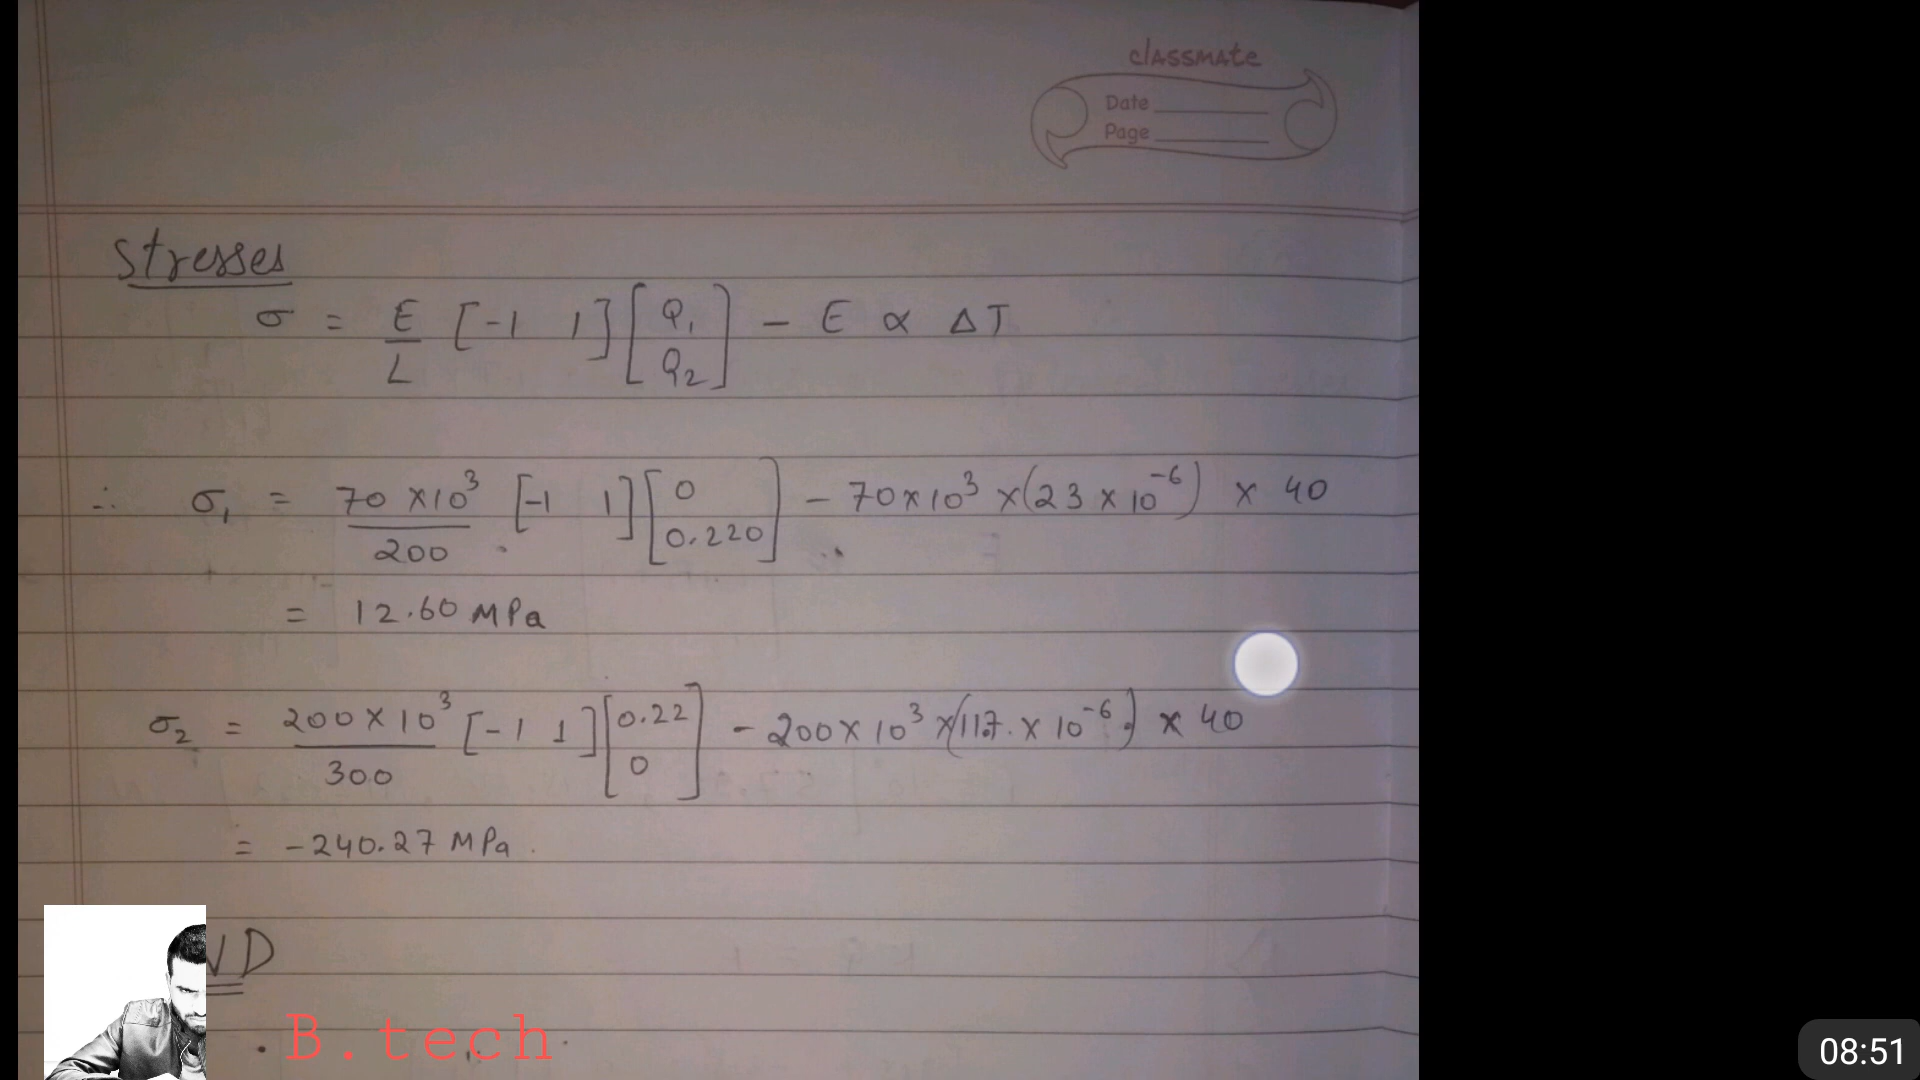 classmate
Date
Page
Stresses
σ = E/L [-1 1] [Q1 Q2] - E α ΔT
∴ σ1 = 70 × 10^3/200 [-1 1] [0 0.220] - 70 × 10^3 × (23 × 10^-6) × 40
= 12.60 MPa
σ2 = 200 × 10^3/300 [-1 1] [0.22 0] - 200 × 10^3 × (11.7 × 10^-6) × 40
= -240.27 MPa.
ND
B.tech
08:51